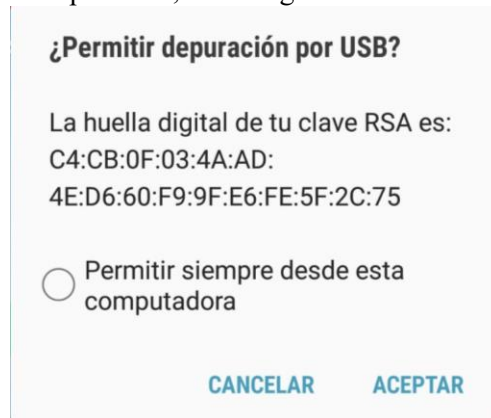 ¿Permitir depuración por USB?
La huella digital de tu clave RSA es:
C4:CB:0F:03:4A:AD:
4E:D6:60:F9:9F:E6:FE:5F:2C:75
Permitir siempre desde esta
computadora
CANCELAR ACEPTAR